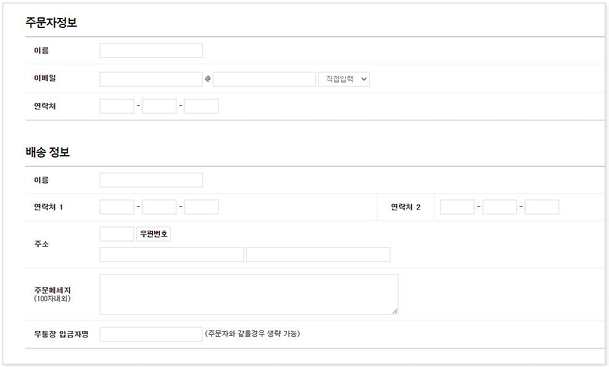 주문자정보
이름
이메일 @ 직접입력
연락처 - -
배송 정보
이름
연락처 1 - - 연락처 2 - -
주소 우편번호
주문메세지
(100자내외)
무통장 입금자명 (주문자와 같을경우 생략 가능)